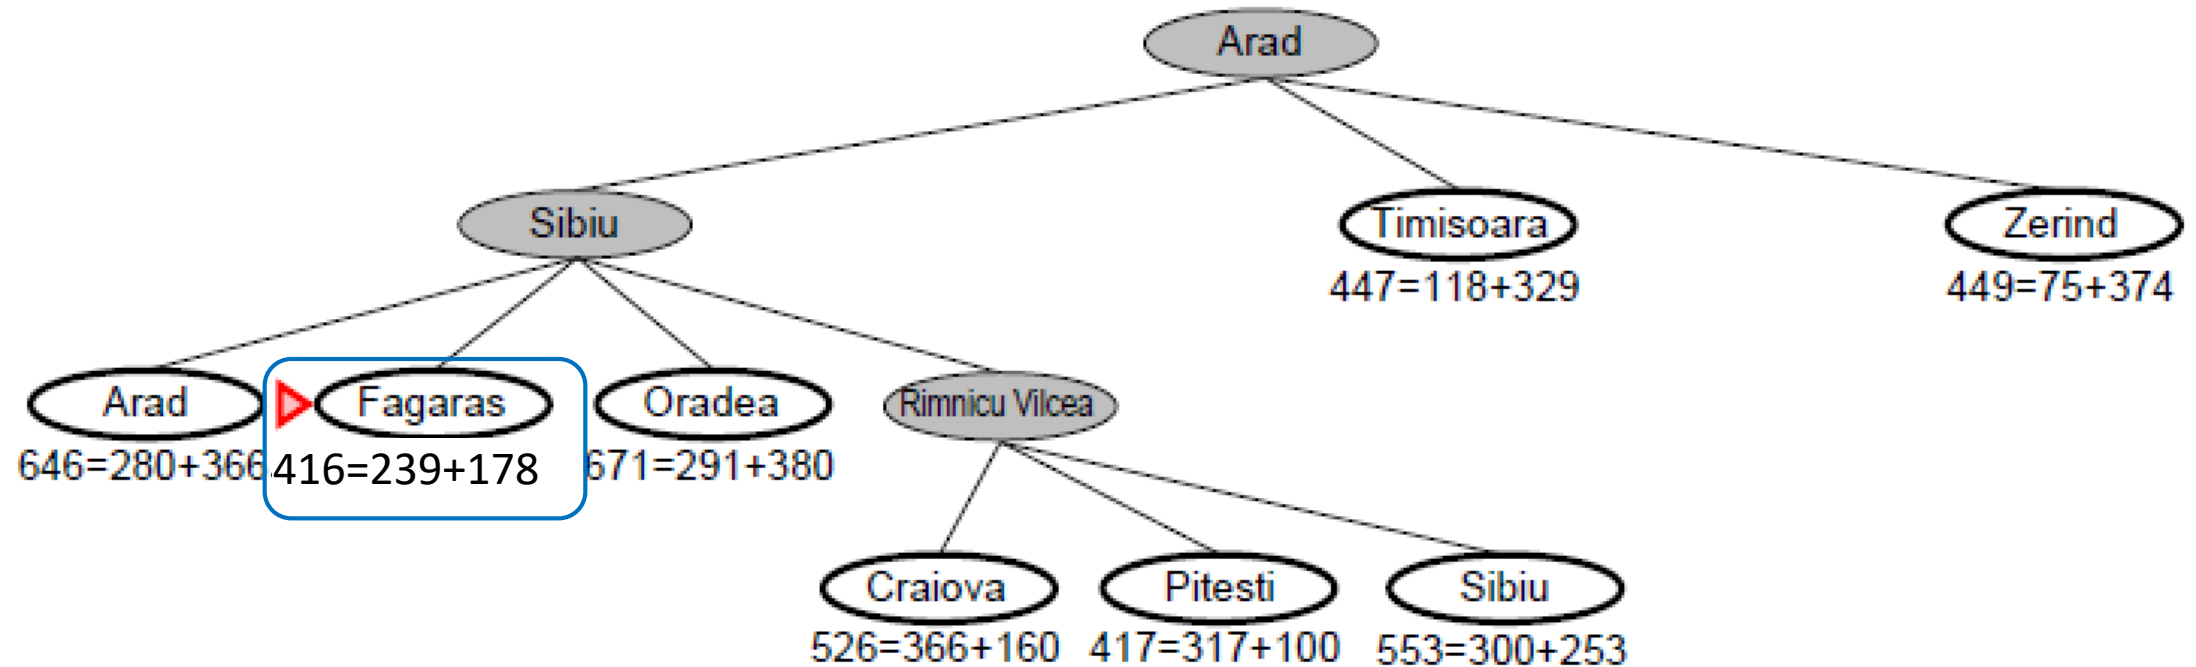 Arad
Sibiu
Timisoara
Zerind
447=118+329
449=75+374
Arad
Fagaras
Oradea
Rimnicu Vilcea
646=280+366
416=239+178
671=291+380
Craiova
Pitesti
Sibiu
526=366+160
417=317+100
553=300+253